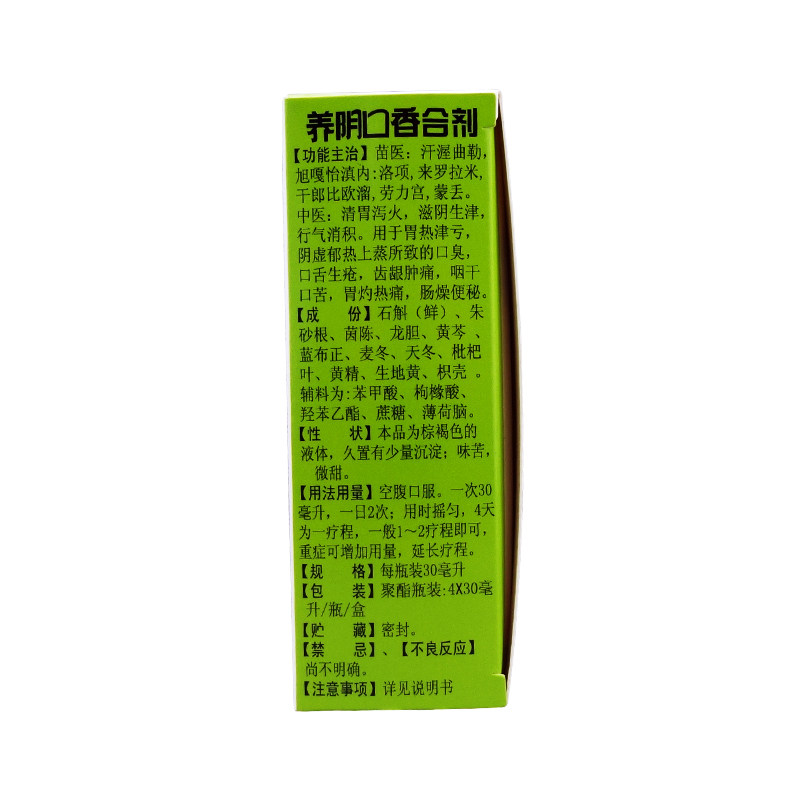 养阴口香合剂
【功能主治】苗医：汗渥曲勒，
旭嘎怡滇内:洛项,来罗拉米,
干郎比欧溜,劳力宫,蒙丢。
中医：清胃泻火，滋阴生津，
行气消积。用于胃热津亏，
阴虚郁热上蒸所致的口臭，
口舌生疮，齿龈肿痛，咽干
口苦，胃灼热痛，肠燥便秘。
【成 份】石斛（鲜）、朱
砂根、茵陈、龙胆、黄芩 、
蓝布正、麦冬、天冬、枇杷
叶、黄精、生地黄、枳壳 。
辅料为:苯甲酸、枸橼酸、
羟苯乙酯、蔗糖、薄荷脑。
【性 状】本品为棕褐色的
液体，久置有少量沉淀；味苦，
微甜。
【用法用量】空腹口服。一次30
毫升，一日2次；用时摇匀，4天
为一疗程，一般1～2疗程即可，
重症可增加用量，延长疗程。
【规 格】每瓶装30毫升
【包 装】聚酯瓶装:4X30毫
升/瓶/盒
【贮 藏】密封。
【禁 忌】、【不良反应】
尚不明确。
【注意事项】详见说明书